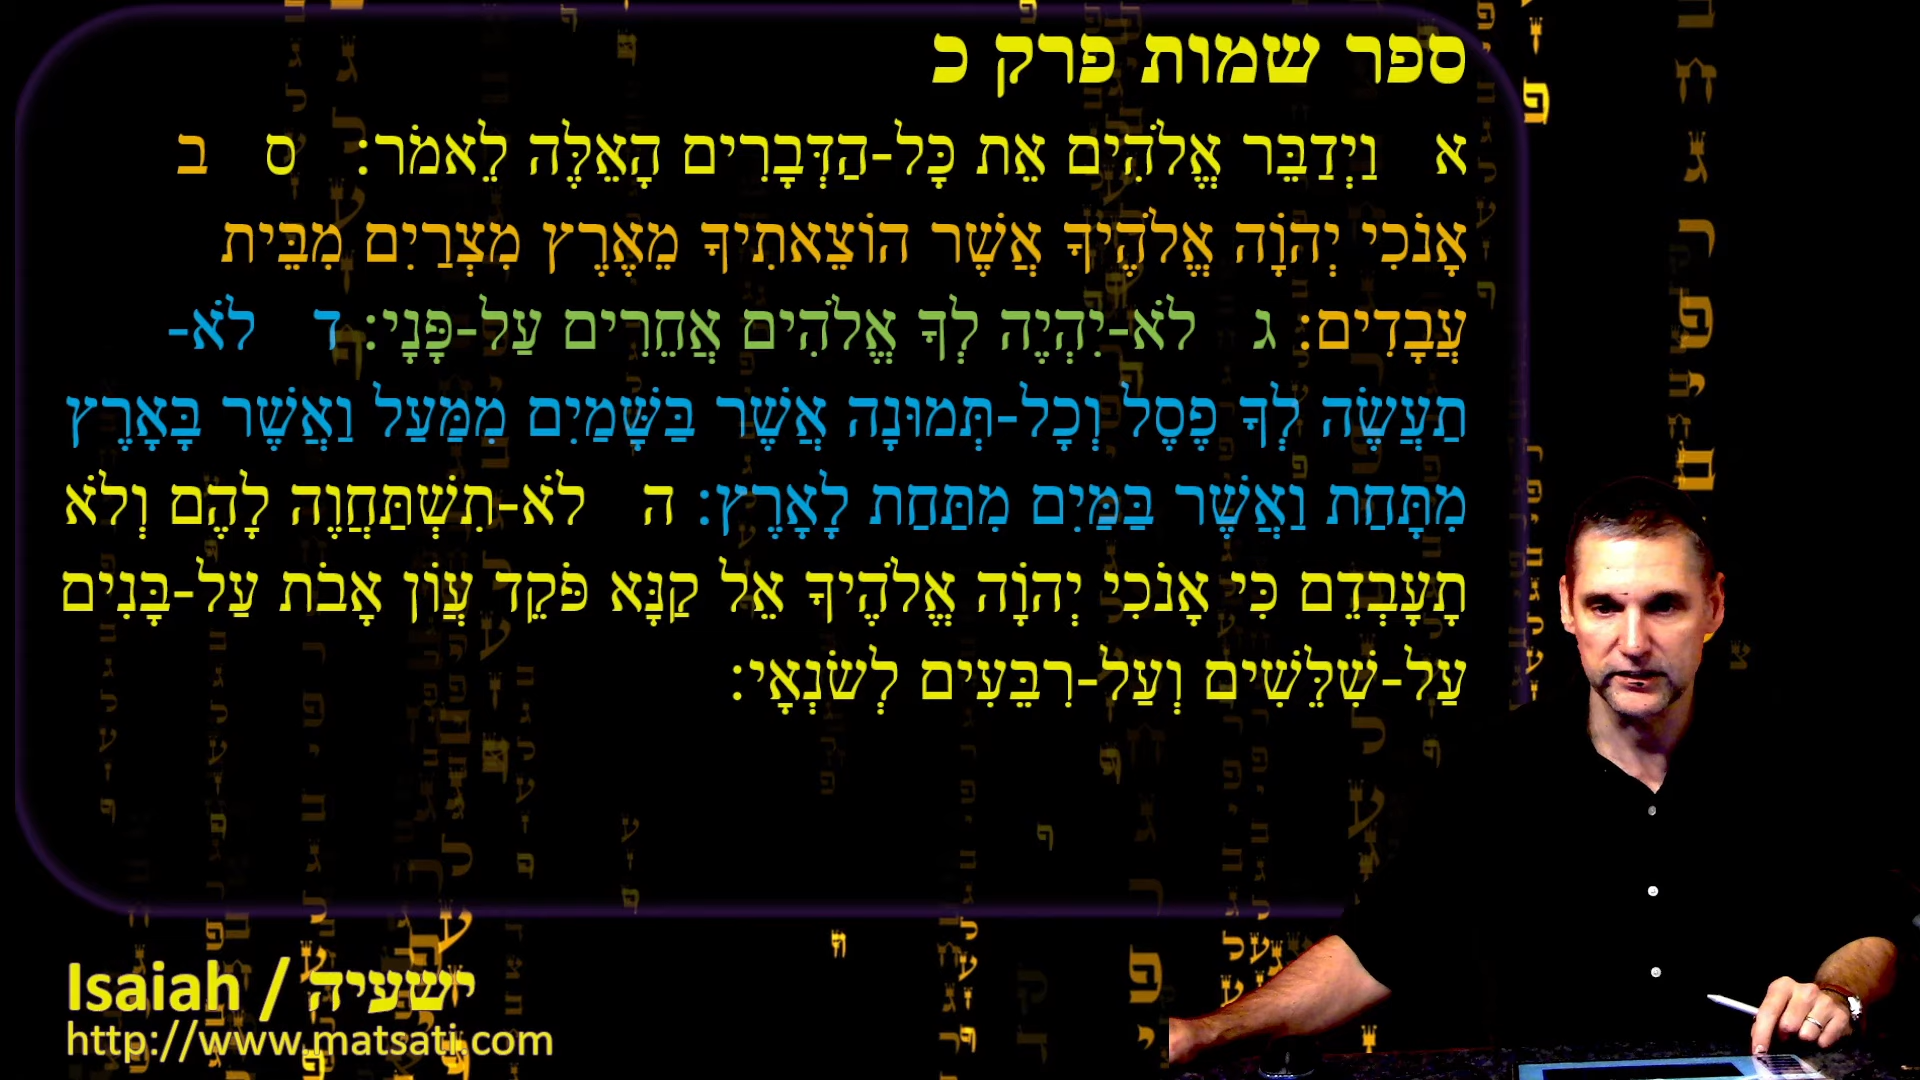 ספר שמות פרק כ
א וַיְדַבֵּר אֱלֹהִים אֵת כָּל-הַדְּבָרִים הָאֵלֶּה לֵאמֹר: ס ב
אָנֹכִי יְהוָֹה אֱלֹהֶיךָ אֲשֶׁר הוֹצֵאתִיךָ מֵאֶרֶץ מִצְרַיִם מִבֵּית
עֲבָדִים: ג לֹא-יִהְיֶה לְךָ אֱלֹהִים אֲחֵרִים עַל-פָּנָי: ד לֹא-
תַעֲשֶֹה לְךָ פֶסֶל וְכָל-תְּמוּנָה אֲשֶׁר בַּשָּׁמַיִם מִמַּעַל וַאֲשֶׁר בָּאָרֶץ
מִתָּחַת וַאֲשֶׁר בַּמַּיִם מִתַּחַת לָאָרֶץ: ה לֹא-תִשְׁתַּחֲוֶה לָהֶם וְלֹא
תָעָבְדֵם כִּי אָנֹכִי יְהוָֹה אֱלֹהֶיךָ אֵל קַנָּא פֹּקֵד עֲוֹן אָבֹת עַל-בָּנִים
עַל-שִׁלֵּשִׁים וְעַל-רִבֵּעִים לְשֹנְאָי:
Isaiah / ישעיה
http://www.matsati.com